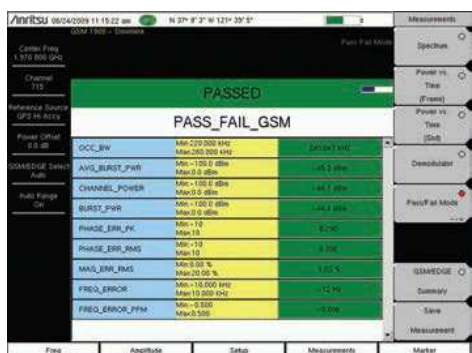 Anritsu 06/24/2009 11:15:22 am
Measurements
GSM 1900 - Downlink
Pass Fail Mode
Center Freq
1.970 000 GHz
Channel
715
Reference Source
GPS Hi Accy
Power Offset
0.0 dB
GSM/EDGE Select
Auto
Auto Range
On
PASSED
PASS_FAIL_GSM
OCC_BW
Min:220.000 kHz
Max:280.000 kHz
AVG_BURST_PWR
Min:-100.0 dBm
Max:0.0 dBm
CHANNEL_POWER
Min:-100.0 dBm
Max:0.0 dBm
BURST_PWR
Min:-100.0 dBm
Max:0.0 dBm
PHASE_ERR_PK
Min:-10
Max:10
PHASE_ERR_RMS
Min:-10
Max:10
MAG_ERR_RMS
Min:0.00 %
Max:20.00 %
FREQ_ERROR
Min:-10.000 kHz
Max:10.000 kHz
-12 Hz
FREQ_ERROR_PPM
Min:-0.500
Max:0.500
Spectrum
Power vs.
Time
(Frame)
Power vs.
Time
(Slot)
Demodulator
Pass/Fail Mode
GSM/EDGE
Summary
Save
Measurement
Freq
Amplitude
Setup
Measurements
Marker